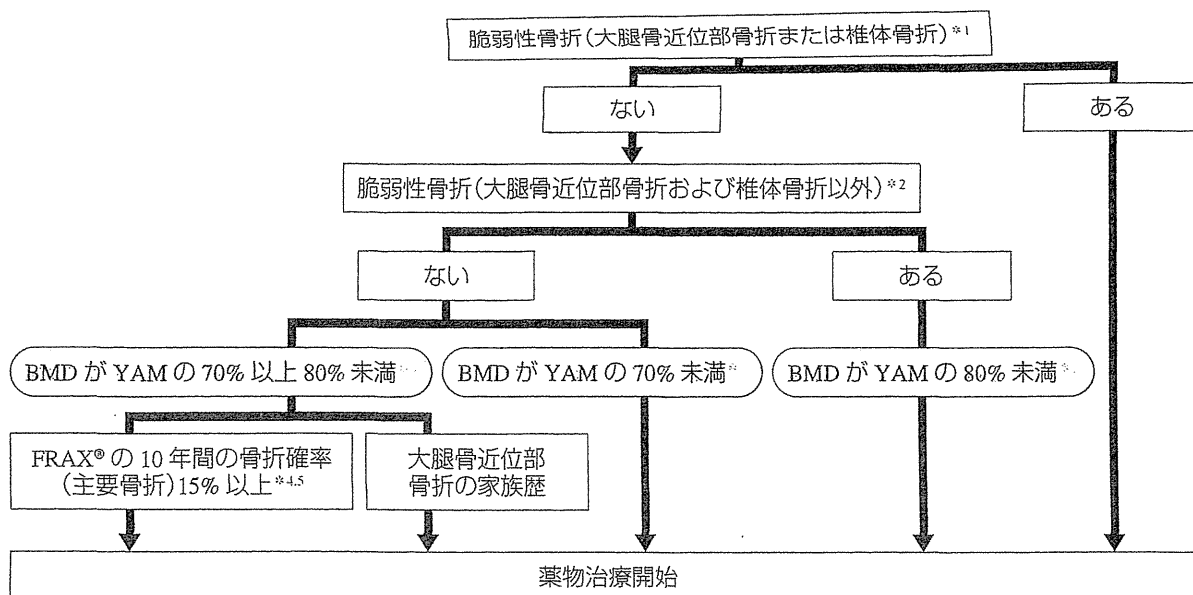 脆弱性骨折(大腿骨近位部骨折または椎体骨折)*1
ない
ある
脆弱性骨折(大腿骨近位部骨折および椎体骨折以外)*2
ない
ある
BMD が YAM の 70% 以上 80% 未満
BMD が YAM の 70% 未満*
BMD が YAM の 80% 未満*
FRAX® の 10 年間の骨折確率
(主要骨折)15% 以上*4.5
大腿骨近位部
骨折の家族歴
薬物治療開始